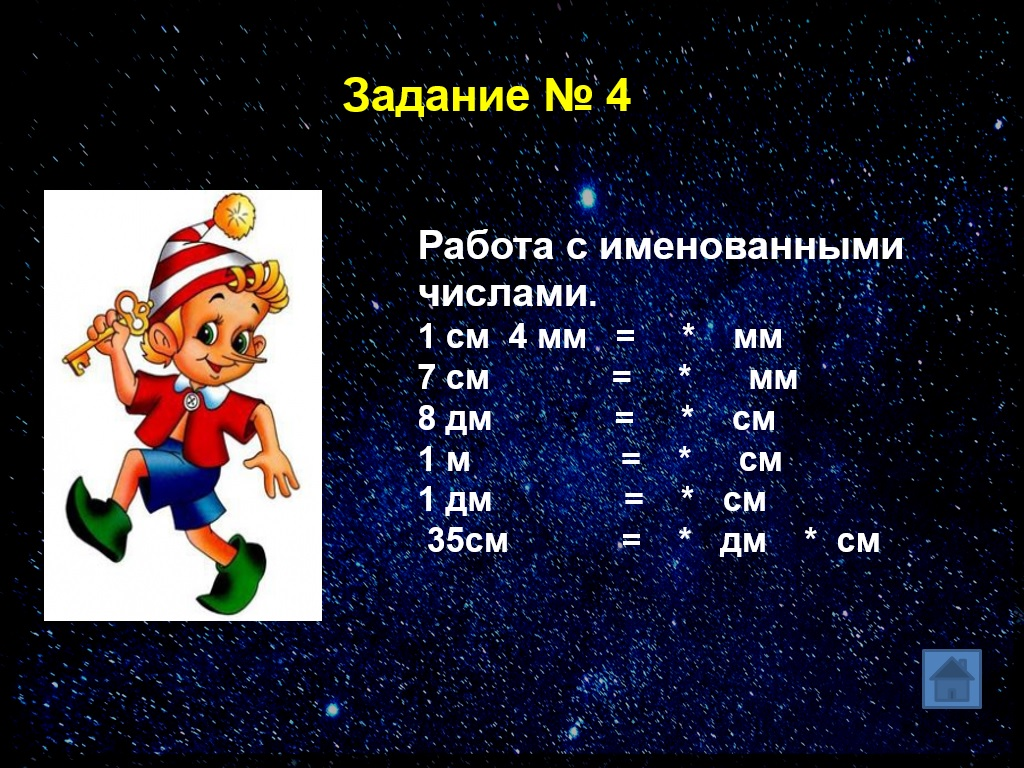 Задание № 4
Работа с именованными
числами.
1 см 4 мм = * мм
7 см = * мм
8 дм = * см
1 м = * см
1 дм = * см
35см = * дм * см